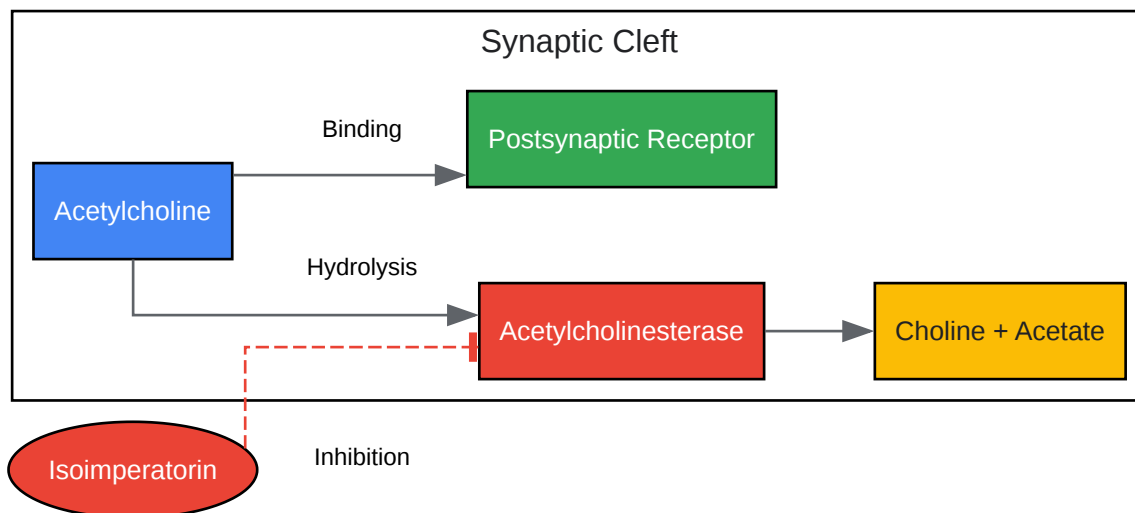 Synaptic Cleft
Binding
Postsynaptic Receptor
Acetylcholine
Hydrolysis
Acetylcholinesterase
Choline + Acetate
Isoimperatorin
Inhibition